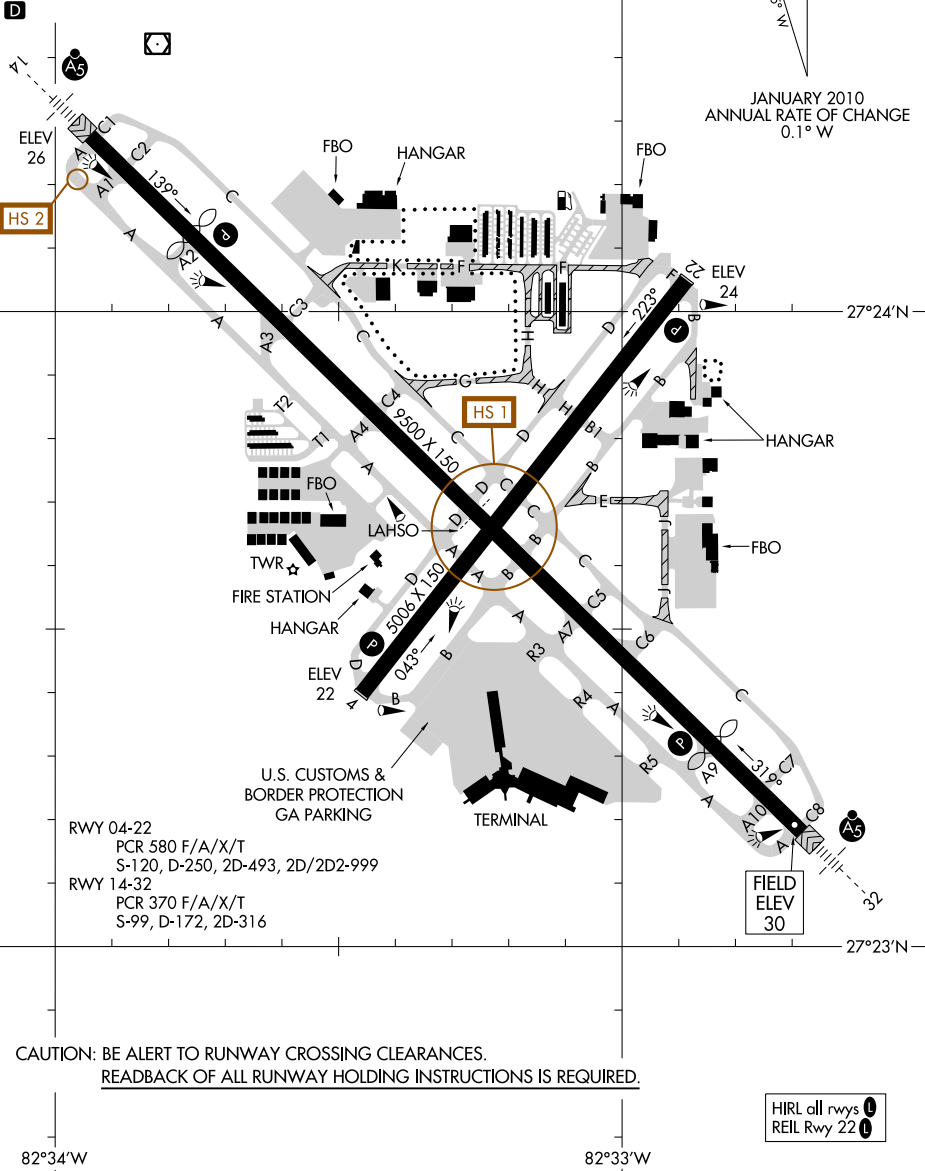 D
° W
JANUARY 2010
ANNUAL RATE OF CHANGE
0.1° W
14
A5
ELEV
26
A
C1
C2
A1
HS 2
139°
C
A
A2
P
FBO
HANGAR
FBO
K
F
F
F
22
ELEV
24
27°24'N
223°
D
B
P
A
A3
C3
C
H
G
H
H
B
C4
HS 1
D
B1
HANGAR
T2
T1
A4
9500 X 150
C
A
B
FBO
D
C
D
C
E
J
LAHSO
A
B
C
FBO
TWR
FIRE STATION
D
A
B
C5
J
HANGAR
5006 X 150
A
A7
C6
P
D
043°
B
R3
ELEV
22
4
B
R4
A
C
P
A9
319°
C7
R5
A
U.S. CUSTOMS &
BORDER PROTECTION
GA PARKING
TERMINAL
A10
A
C8
A5
32
FIELD
ELEV
30
RWY 04-22
PCR 580 F/A/X/T
S-120, D-250, 2D-493, 2D/2D2-999
RWY 14-32
PCR 370 F/A/X/T
S-99, D-172, 2D-316
27°23'N
CAUTION: BE ALERT TO RUNWAY CROSSING CLEARANCES.
READBACK OF ALL RUNWAY HOLDING INSTRUCTIONS IS REQUIRED.
HIRL all rwys L
REIL Rwy 22 L
82°34'W
82°33'W